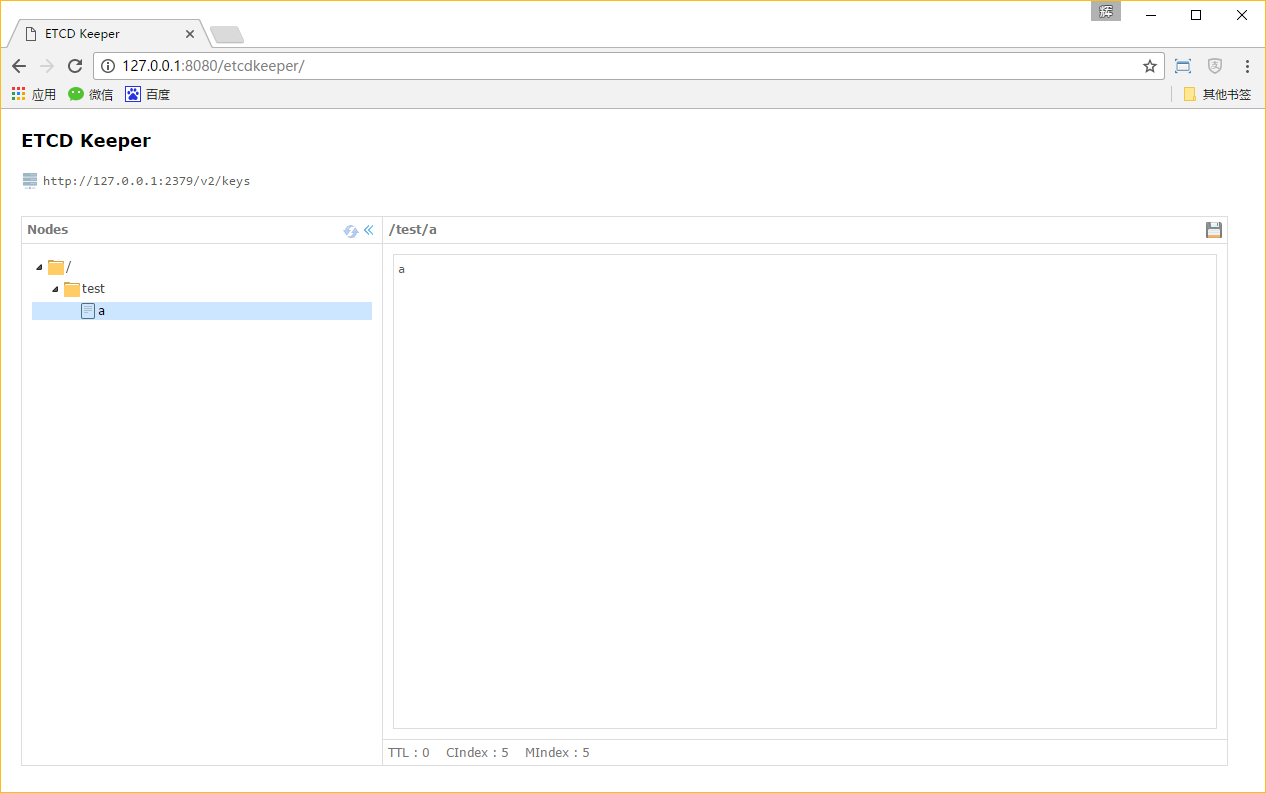 辉
ETCD Keeper
127.0.0.1:8080/etcdkeeper/
应用 微信 百度 其他书签
ETCD Keeper
http://127.0.0.1:2379/v2/keys
Nodes
/test/a
/
test
a
a
TTL : 0 CIndex : 5 MIndex : 5